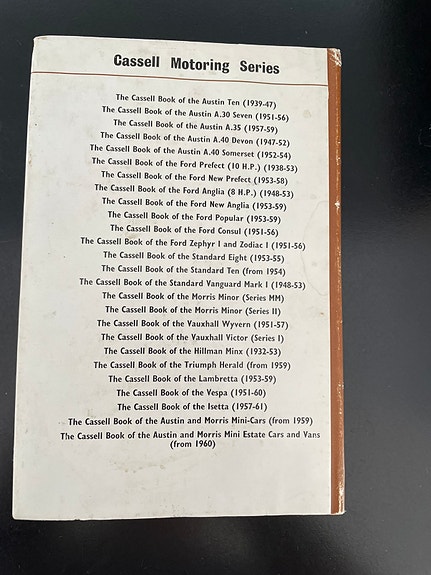 Cassell Motoring Series
The Cassell Book of the Austin Ten (1939-47)
The Cassell Book of the Austin A.30 Seven (1951-56)
The Cassell Book of the Austin A.35 (1957-59)
The Cassell Book of the Austin A.40 Devon (1947-52)
The Cassell Book of the Austin A.40 Somerset (1952-54)
The Cassell Book of the Ford Prefect (10 H.P.) (1938-53)
The Cassell Book of the Ford New Prefect (1953-58)
The Cassell Book of the Ford Anglia (8 H.P.) (1948-53)
The Cassell Book of the Ford New Anglia (1953-59)
The Cassell Book of the Ford Popular (1953-59)
The Cassell Book of the Ford Consul (1951-56)
The Cassell Book of the Ford Zephyr I and Zodiac I (1951-56)
The Cassell Book of the Standard Eight (1953-55)
The Cassell Book of the Standard Ten (from 1954)
The Cassell Book of the Standard Vanguard Mark I (1948-53)
The Cassell Book of the Morris Minor (Series MM)
The Cassell Book of the Morris Minor (Series II)
The Cassell Book of the Vauxhall Wyvern (1951-57)
The Cassell Book of the Vauxhall Victor (Series I)
The Cassell Book of the Hillman Minx (1932-53)
The Cassell Book of the Triumph Herald (from 1959)
The Cassell Book of the Lambretta (1953-59)
The Cassell Book of the Vespa (1951-60)
The Cassell Book of the Isetta (1957-61)
The Cassell Book of the Austin and Morris Mini-Cars (from 1959)
The Cassell Book of the Austin and Morris Mini Estate Cars and Vans
(from 1960)